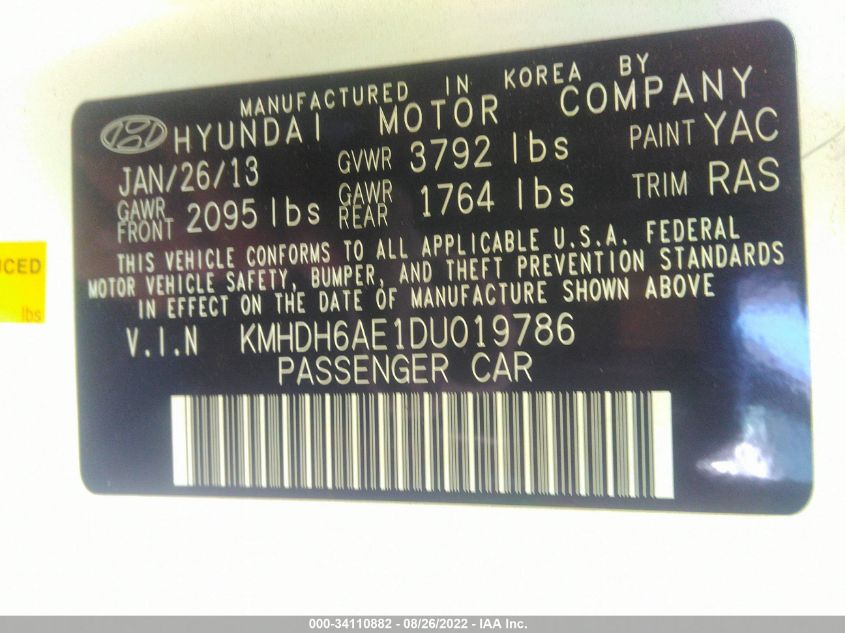 MANUFACTURED IN KOREA BY
HYUNDAI MOTOR COMPANY
JAN/26/13 GVWR 3792 lbs PAINT YAC
GAWR FRONT 2095 lbs GAWR REAR 1764 lbs TRIM RAS
THIS VEHICLE CONFORMS TO ALL APPLICABLE U.S.A. FEDERAL
MOTOR VEHICLE SAFETY, BUMPER, AND THEFT PREVENTION STANDARDS
IN EFFECT ON THE DATE OF MANUFACTURE SHOWN ABOVE
V.I.N KMHDH6AE1DU019786
PASSENGER CAR
lbs
000-34110882 - 08/26/2022 - IAA Inc.